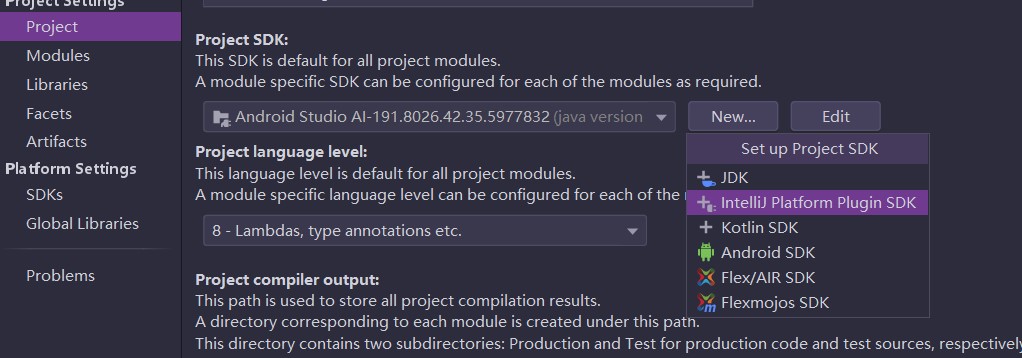 Project Settings
Project
Modules
Libraries
Facets
Artifacts
Platform Settings
SDKs
Global Libraries
Problems
Project SDK:
This SDK is default for all project modules.
A module specific SDK can be configured for each of the modules as required.
Android Studio AI-191.8026.42.35.5977832 (java version
New...
Edit
Set up Project SDK
JDK
IntelliJ Platform Plugin SDK
Kotlin SDK
Android SDK
Flex/AIR SDK
Flexmojos SDK
Project language level:
This language level is default for all project modules.
A module specific language level can be configured for each of the
8 - Lambdas, type annotations etc.
Project compiler output:
This path is used to store all project compilation results.
A directory corresponding to each module is created under this path.
This directory contains two subdirectories: Production and Test for production code and test sources, respectively